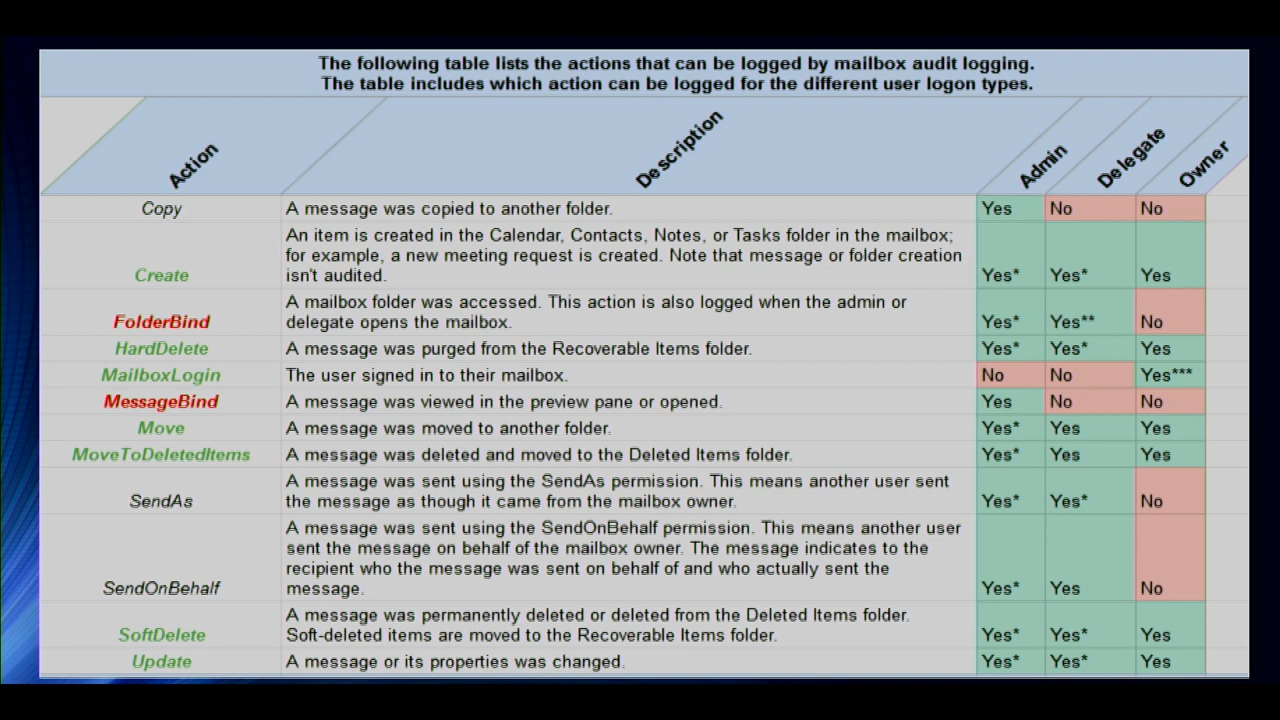 The following table lists the actions that can be logged by mailbox audit logging.
The table includes which action can be logged for the different user logon types.
Action Description Admin Delegate Owner
Copy A message was copied to another folder. Yes No No
An item is created in the Calendar, Contacts, Notes, or Tasks folder in the mailbox;
for example, a new meeting request is created. Note that message or folder creation
Create isn't audited. Yes* Yes* Yes
A mailbox folder was accessed. This action is also logged when the admin or
FolderBind delegate opens the mailbox. Yes* Yes** No
HardDelete A message was purged from the Recoverable Items folder. Yes* Yes* Yes
MailboxLogin The user signed in to their mailbox. No No Yes***
MessageBind A message was viewed in the preview pane or opened. Yes No No
Move A message was moved to another folder. Yes* Yes Yes
MoveToDeletedItems A message was deleted and moved to the Deleted Items folder. Yes* Yes Yes
A message was sent using the SendAs permission. This means another user sent
SendAs the message as though it came from the mailbox owner. Yes* Yes* No
A message was sent using the SendOnBehalf permission. This means another user
sent the message on behalf of the mailbox owner. The message indicates to the
recipient who the message was sent on behalf of and who actually sent the
SendOnBehalf message. Yes* Yes No
A message was permanently deleted or deleted from the Deleted Items folder.
SoftDelete Soft-deleted items are moved to the Recoverable Items folder. Yes* Yes* Yes
Update A message or its properties was changed. Yes* Yes* Yes